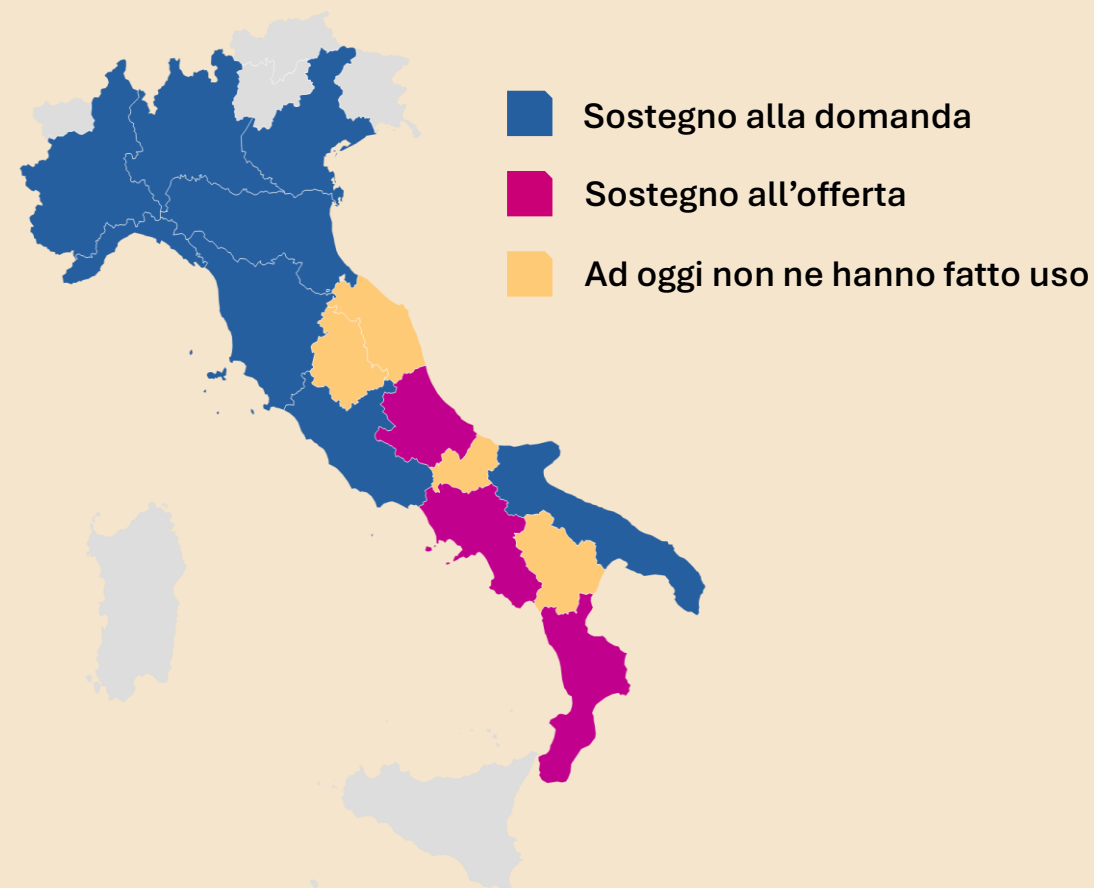 Sostegno alla domanda
Sostegno all’offerta
Ad oggi non ne hanno fatto uso